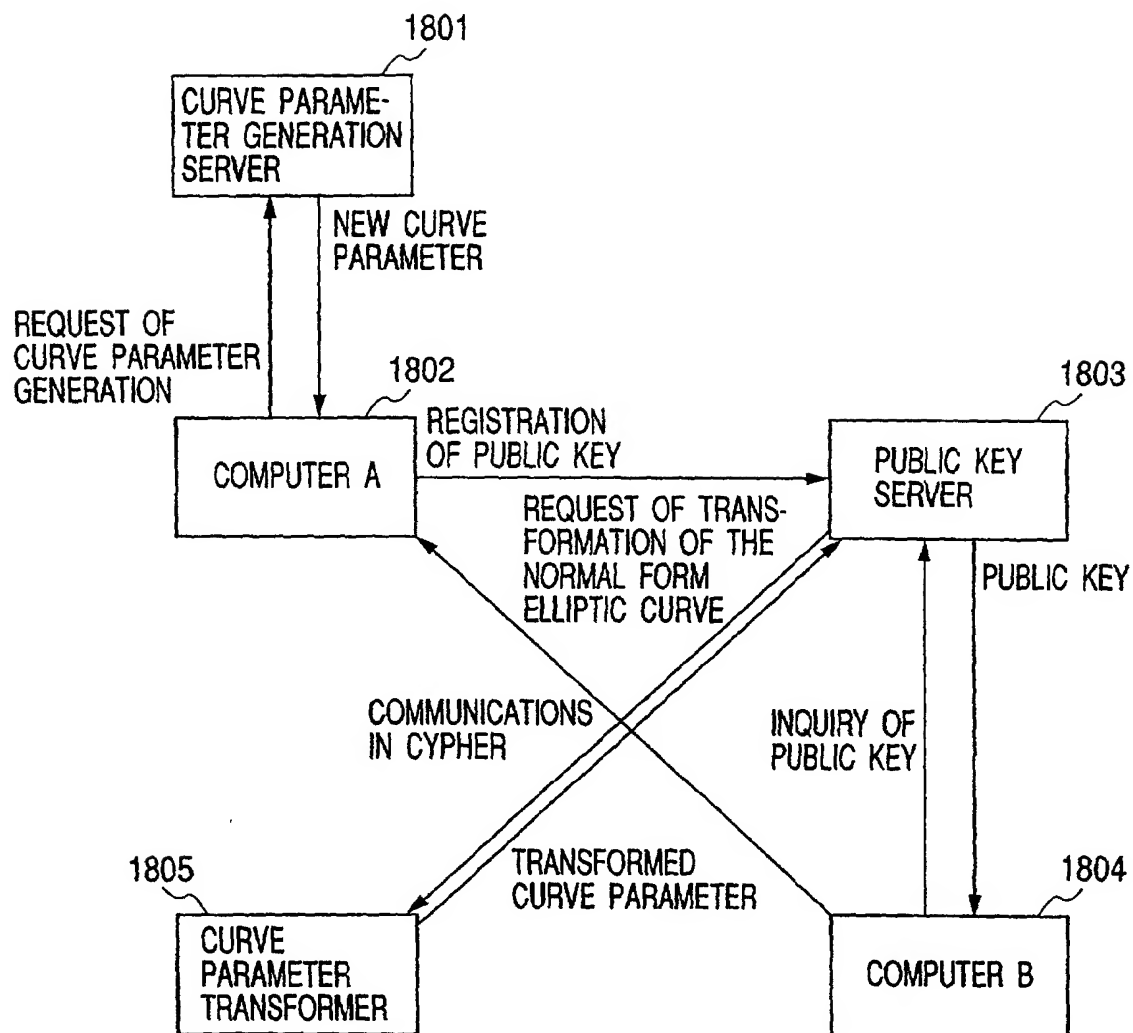 1801
CURVE PARAME-
TER GENERATION
SERVER
NEW CURVE
PARAMETER
REQUEST OF
CURVE PARAMETER
GENERATION
1802
COMPUTER A
REGISTRATION
OF PUBLIC KEY
1803
PUBLIC KEY
SERVER
REQUEST OF TRANS-
FORMATION OF THE
NORMAL FORM
ELLIPTIC CURVE
PUBLIC KEY
COMMUNICATIONS
IN CYPHER
INQUIRY OF
PUBLIC KEY
TRANSFORMED
CURVE PARAMETER
1805
CURVE
PARAMETER
TRANSFORMER
1804
COMPUTER B